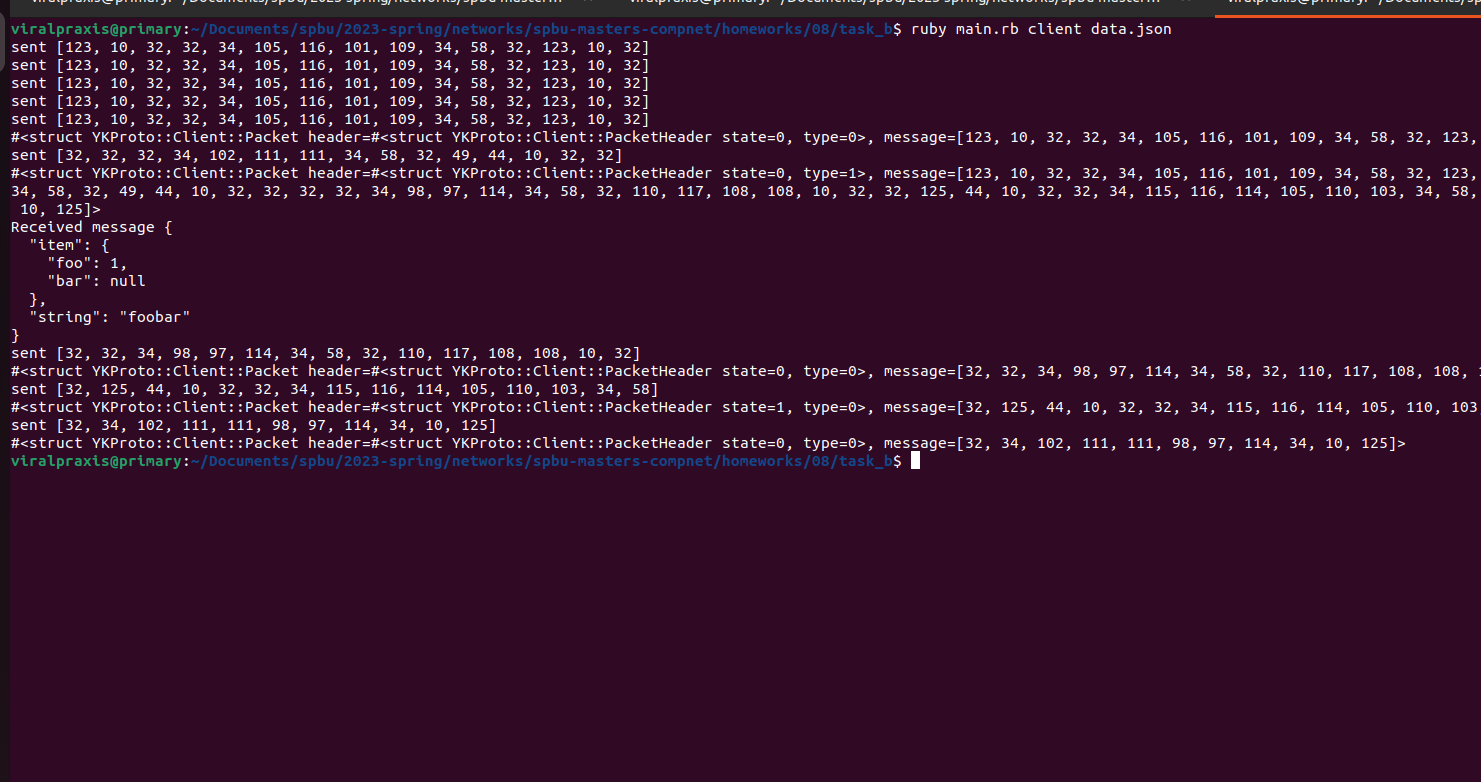 viralpraxis@primary: ~/Documents/spbu/2023-spring/networks/spbu-master... viralpraxis@primary: ~/Documents/spbu/2023-spring/networks/spbu-master... viralpraxis@primary: ~/Documents/sp
viralpraxis@primary:~/Documents/spbu/2023-spring/networks/spbu-masters-compnet/homeworks/08/task_b$ ruby main.rb client data.json
sent [123, 10, 32, 32, 34, 105, 116, 101, 109, 34, 58, 32, 123, 10, 32]
sent [123, 10, 32, 32, 34, 105, 116, 101, 109, 34, 58, 32, 123, 10, 32]
sent [123, 10, 32, 32, 34, 105, 116, 101, 109, 34, 58, 32, 123, 10, 32]
sent [123, 10, 32, 32, 34, 105, 116, 101, 109, 34, 58, 32, 123, 10, 32]
sent [123, 10, 32, 32, 34, 105, 116, 101, 109, 34, 58, 32, 123, 10, 32]
#<struct YKProto::Client::Packet header=#<struct YKProto::Client::PacketHeader state=0, type=0>, message=[123, 10, 32, 32, 34, 105, 116, 101, 109, 34, 58, 32, 123,
sent [32, 32, 32, 34, 102, 111, 111, 34, 58, 32, 49, 44, 10, 32, 32]
#<struct YKProto::Client::Packet header=#<struct YKProto::Client::PacketHeader state=0, type=1>, message=[123, 10, 32, 32, 34, 105, 116, 101, 109, 34, 58, 32, 123,
34, 58, 32, 49, 44, 10, 32, 32, 32, 32, 34, 98, 97, 114, 34, 58, 32, 110, 117, 108, 108, 10, 32, 32, 125, 44, 10, 32, 32, 34, 115, 116, 114, 105, 110, 103, 34, 58,
10, 125]>
Received message {
"item": {
"foo": 1,
"bar": null
},
"string": "foobar"
}
sent [32, 32, 34, 98, 97, 114, 34, 58, 32, 110, 117, 108, 108, 10, 32]
#<struct YKProto::Client::Packet header=#<struct YKProto::Client::PacketHeader state=0, type=0>, message=[32, 32, 34, 98, 97, 114, 34, 58, 32, 110, 117, 108, 108,
sent [32, 125, 44, 10, 32, 32, 34, 115, 116, 114, 105, 110, 103, 34, 58]
#<struct YKProto::Client::Packet header=#<struct YKProto::Client::PacketHeader state=1, type=0>, message=[32, 125, 44, 10, 32, 32, 34, 115, 116, 114, 105, 110, 103
sent [32, 34, 102, 111, 111, 98, 97, 114, 34, 10, 125]
#<struct YKProto::Client::Packet header=#<struct YKProto::Client::PacketHeader state=0, type=0>, message=[32, 34, 102, 111, 111, 98, 97, 114, 34, 10, 125]>
viralpraxis@primary:~/Documents/spbu/2023-spring/networks/spbu-masters-compnet/homeworks/08/task_b$